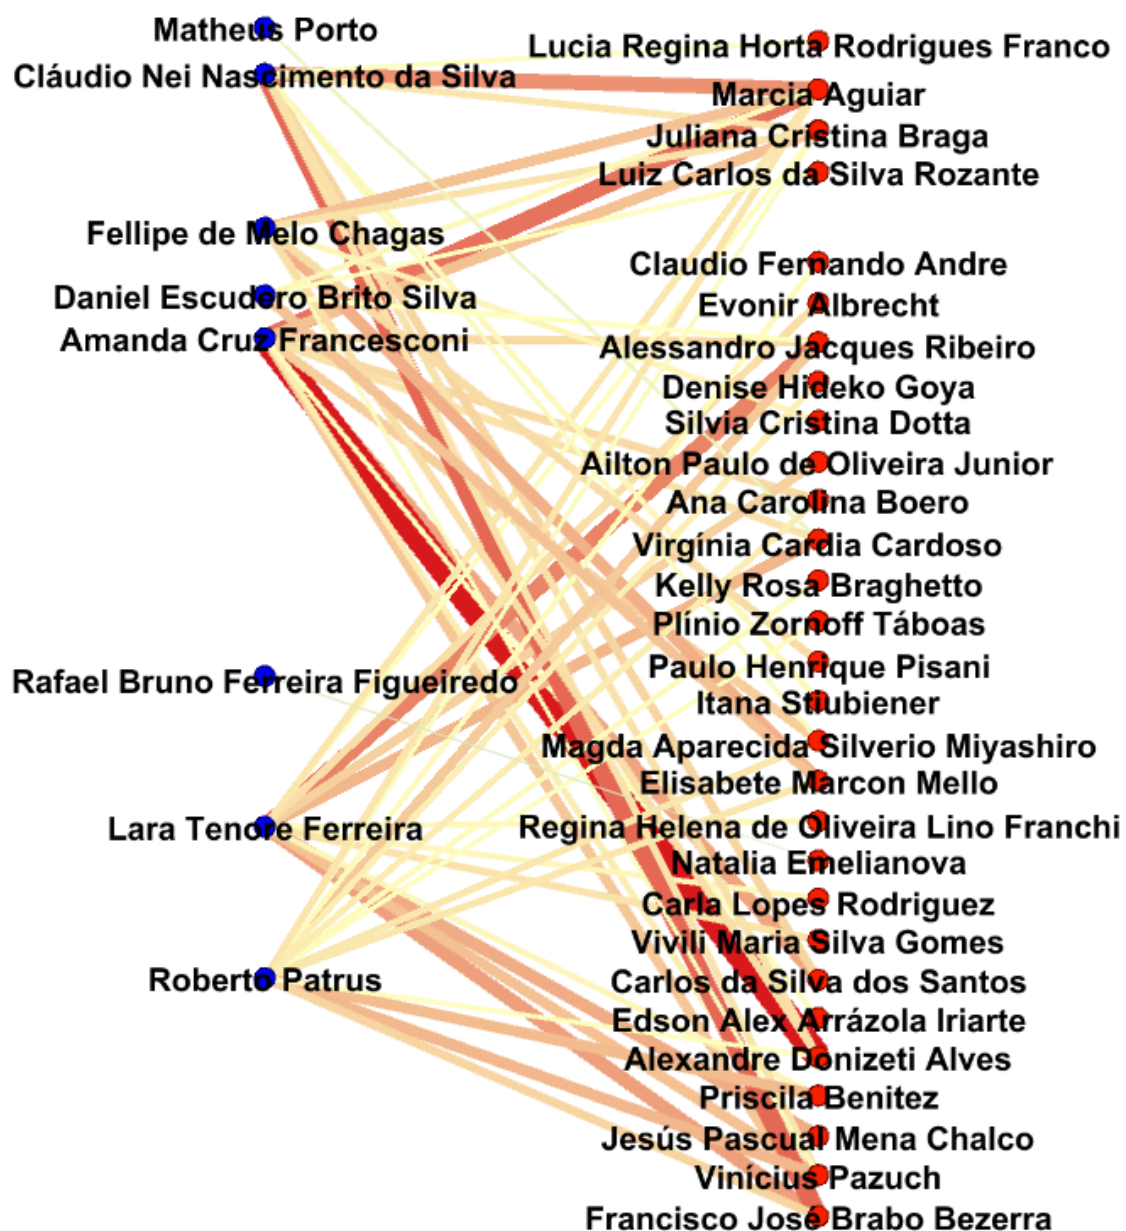 Matheus Porto
Cláudio Nei Nascimento da Silva
Fellipe de Melo Chagas
Daniel Escudero Brito Silva
Amanda Cruz Francesconi
Rafael Bruno Ferreira Figueiredo
Lara Tenore Ferreira
Roberto Patrus
Lucia Regina Horta Rodrigues Franco
Marcia Aguiar
Juliana Cristina Braga
Luiz Carlos da Silva Rozante
Claudio Fernando Andre
Evonir Albrecht
Alessandro Jacques Ribeiro
Denise Hideko Goya
Silvia Cristina Dotta
Ailton Paulo de Oliveira Junior
Ana Carolina Boero
Virgínia Cardia Cardoso
Kelly Rosa Braghetto
Plínio Zornoff Táboas
Paulo Henrique Pisani
Itana Stiubiener
Magda Aparecida Silverio Miyashiro
Elisabete Marcon Mello
Regina Helena de Oliveira Lino Franchi
Natalia Emelianova
Carla Lopes Rodriguez
Vivili Maria Silva Gomes
Carlos da Silva dos Santos
Edson Alex Arrázola Iriarte
Alexandre Donizeti Alves
Priscila Benitez
Jesús Pascual Mena Chalco
Vinícius Pazuch
Francisco José Brabo Bezerra